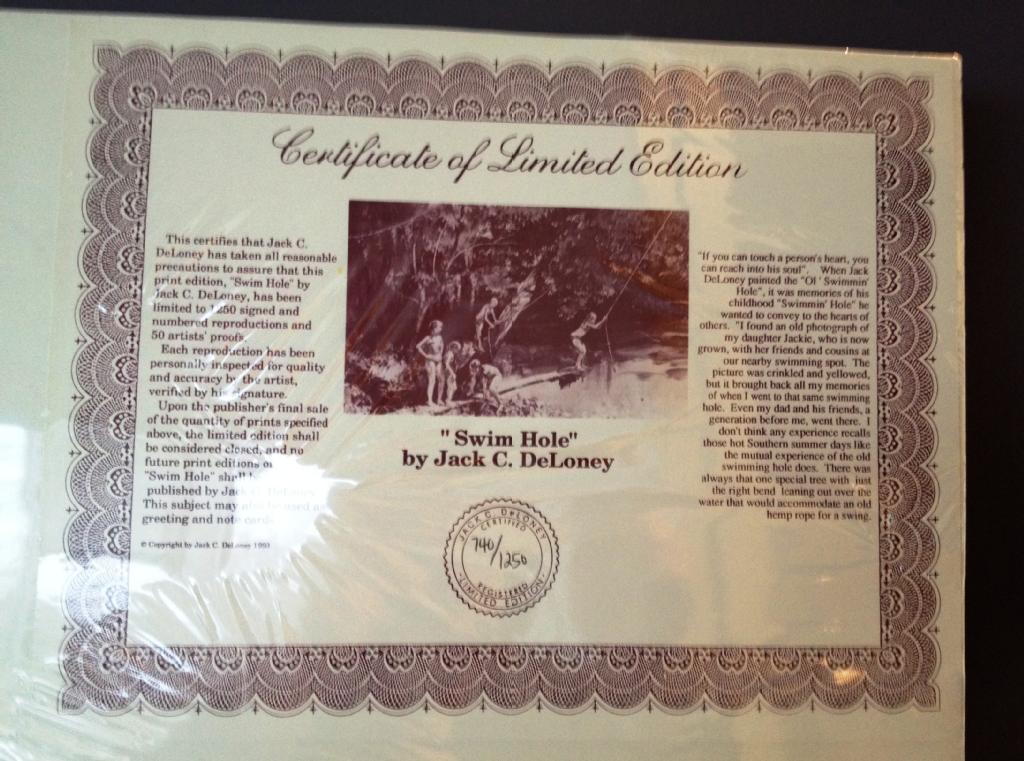 Certificate of Limited Edition
This certifies that Jack C.
DeLoney has taken all reasonable
precautions to assure that this
print edition, "Swim Hole" by
Jack C. DeLoney, has been
limited to 1250 signed and
numbered reproductions and
50 artists' proofs.
Each reproduction has been
personally inspected for quality
and accuracy by the artist,
verified by his signature.
Upon the publisher's final sale
of the quantity of prints specified
above, the limited edition shall
be considered closed, and no
future print editions of
"Swim Hole" shall
published by Jack C. DeLoney.
This subject may also be used as
greeting and note cards.
© Copyright by Jack C. DeLoney 1993
"Swim Hole"
by Jack C. DeLoney
JACK C. DeLONEY
CERTIFIED
740/1250
REGISTERED
LIMITED EDITION
"If you can touch a person's heart, you
can reach into his soul". When Jack
DeLoney painted the "Ol' Swimmin'
Hole", it was memories of his
childhood "Swimmin' Hole" he
wanted to convey to the hearts of
others. "I found an old photograph of
my daughter Jackie, who is now
grown, with her friends and cousins at
our nearby swimming spot. The
picture was crinkled and yellowed,
but it brought back all my memories
of when I went to that same swimming
hole. Even my dad and his friends, a
generation before me, went there. I
don't think any experience recalls
those hot Southern summer days like
the mutual experience of the old
swimming hole does. There was
always that one special tree with just
the right bend leaning out over the
water that would accommodate an old
hemp rope for a swing.